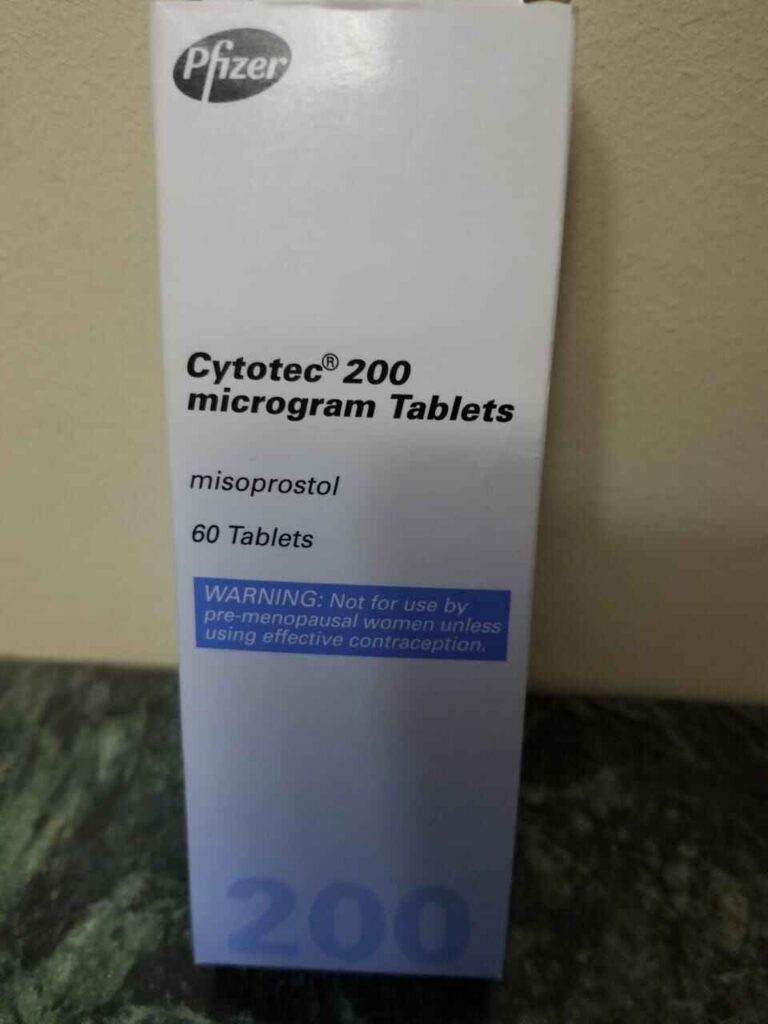 Pfizer
Cytotec® 200
microgram Tablets
misoprostol
60 Tablets
WARNING: Not for use by
pre-menopausal women unless
using effective contraception.
200